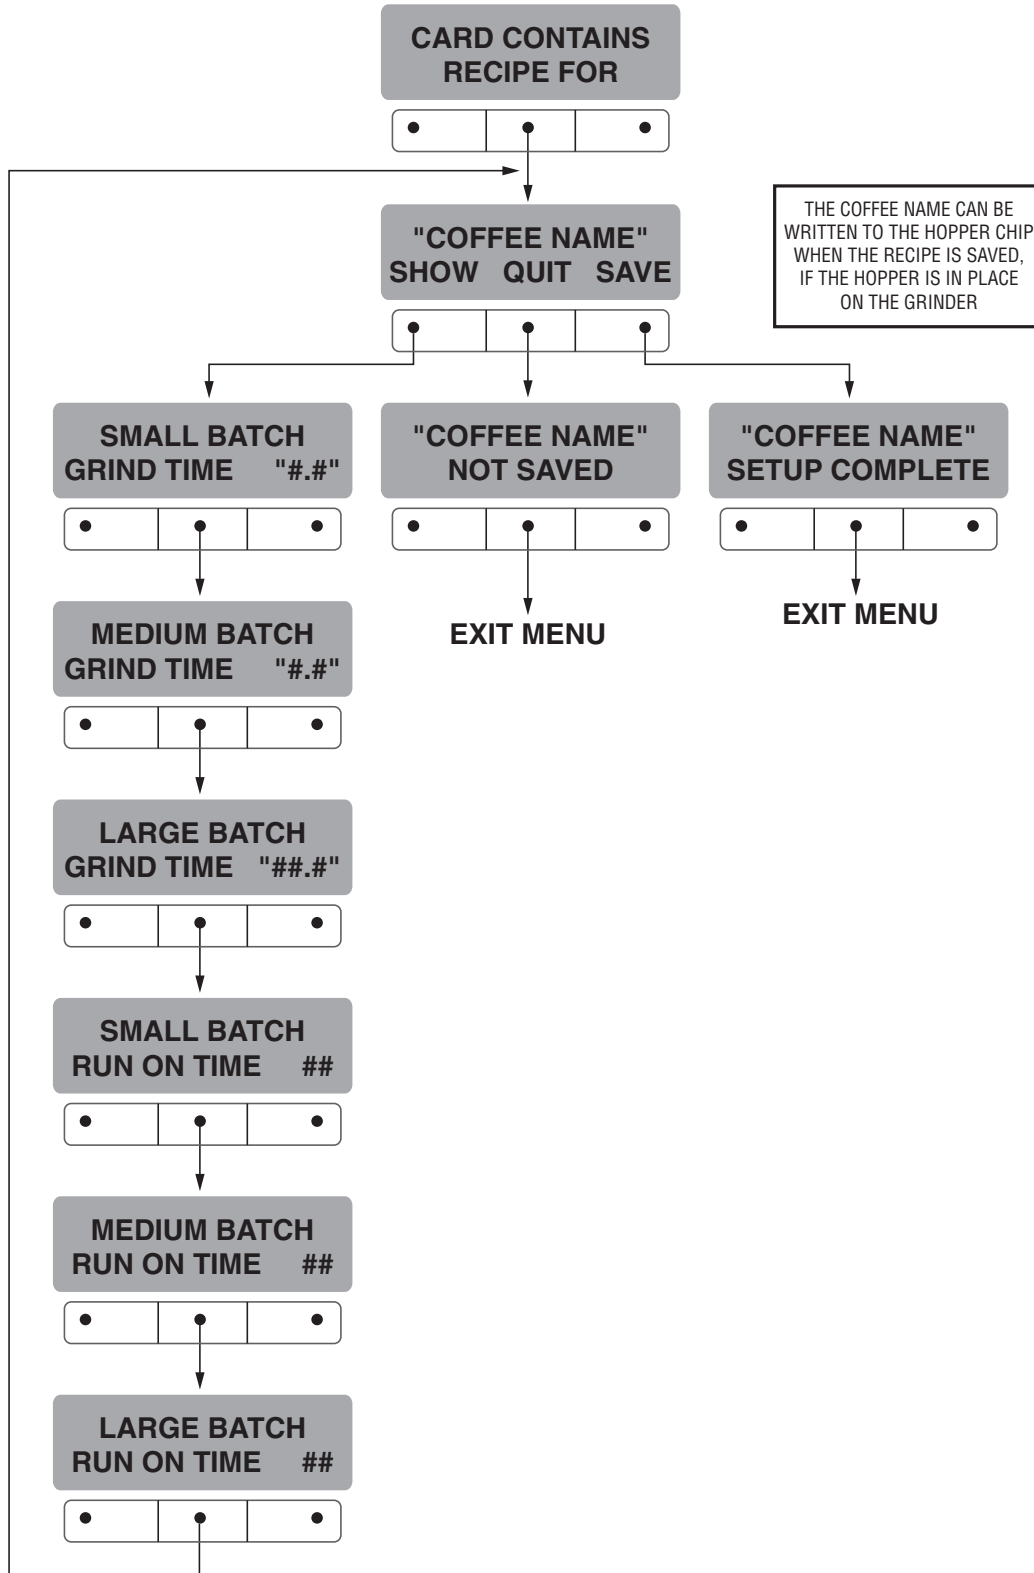 CARD CONTAINS
RECIPE FOR
"COFFEE NAME"
SHOW QUIT SAVE
THE COFFEE NAME CAN BE
WRITTEN TO THE HOPPER CHIP
WHEN THE RECIPE IS SAVED,
IF THE HOPPER IS IN PLACE
ON THE GRINDER
SMALL BATCH
GRIND TIME "#.#"
"COFFEE NAME"
NOT SAVED
"COFFEE NAME"
SETUP COMPLETE
EXIT MENU
EXIT MENU
MEDIUM BATCH
GRIND TIME "#.#"
LARGE BATCH
GRIND TIME "##.#"
SMALL BATCH
RUN ON TIME ##
MEDIUM BATCH
RUN ON TIME ##
LARGE BATCH
RUN ON TIME ##